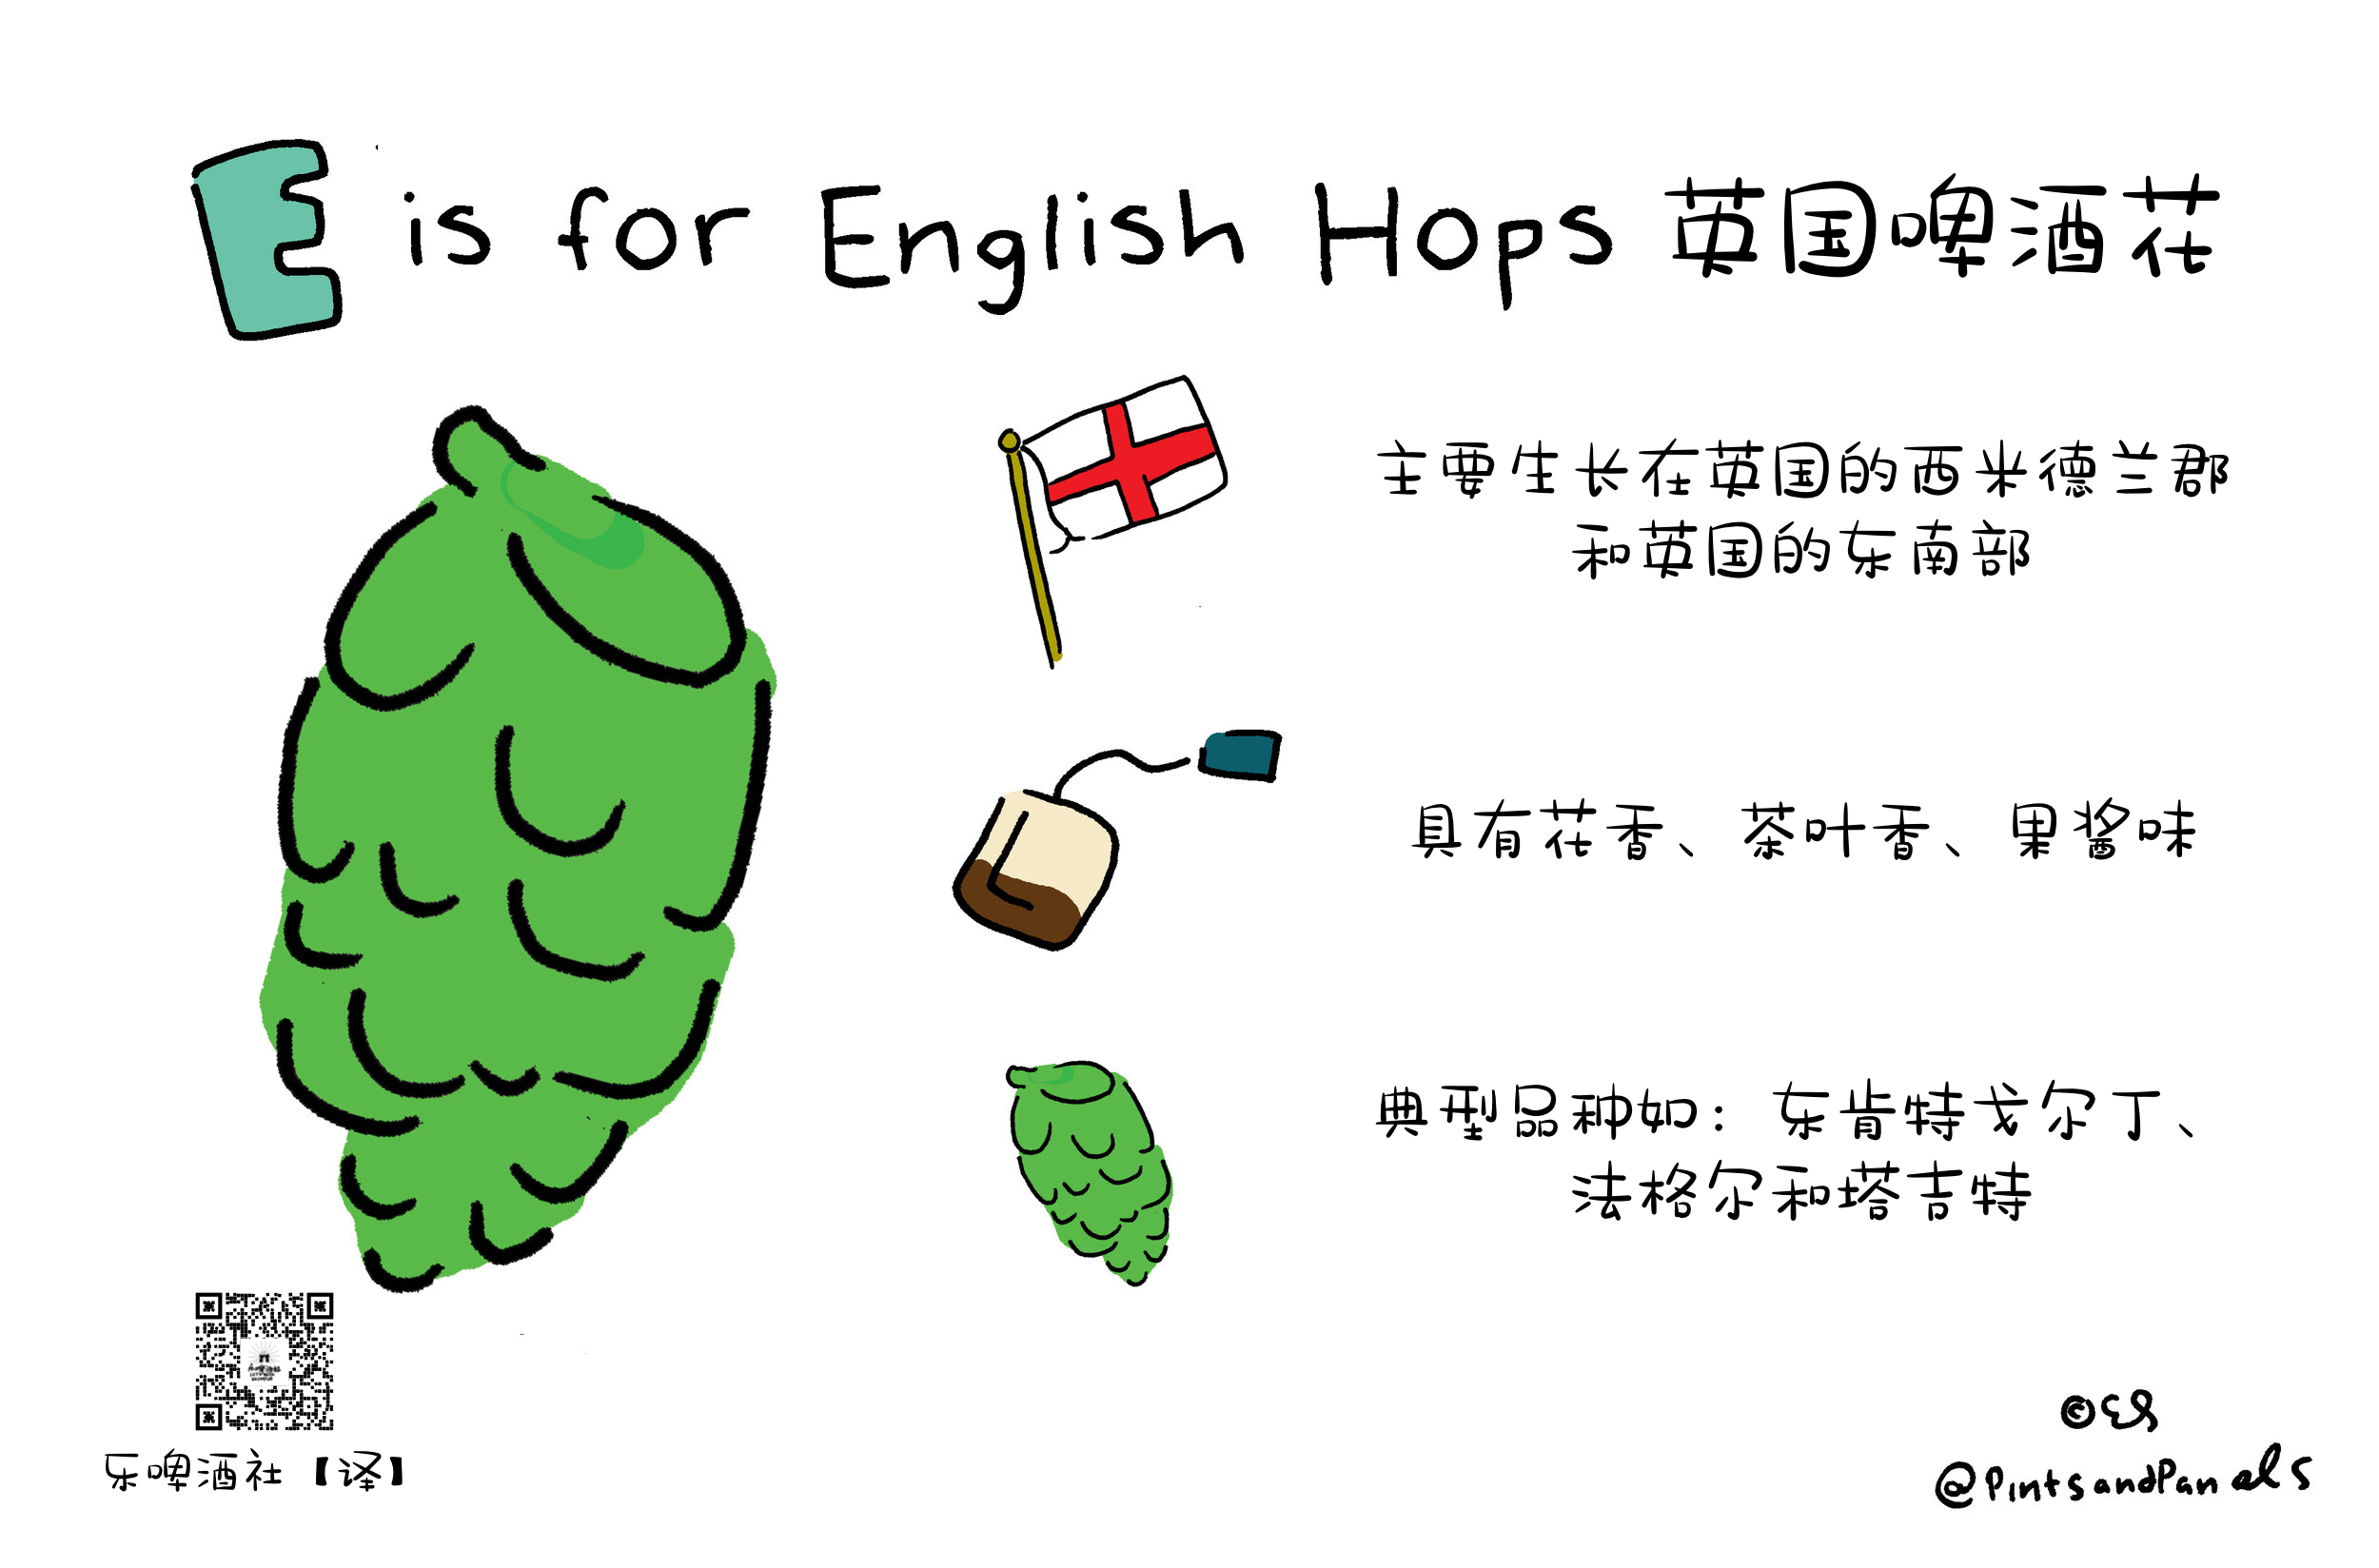 E is for English Hops 英国啤酒花
主要生长在英国的西米德兰郡
和英国的东南部
具有花香、茶叶香、果酱味
典型品种如：东肯特戈尔丁、
法格尔和塔吉特
乐啤酒社【译】
©ES
@PintsandPanels